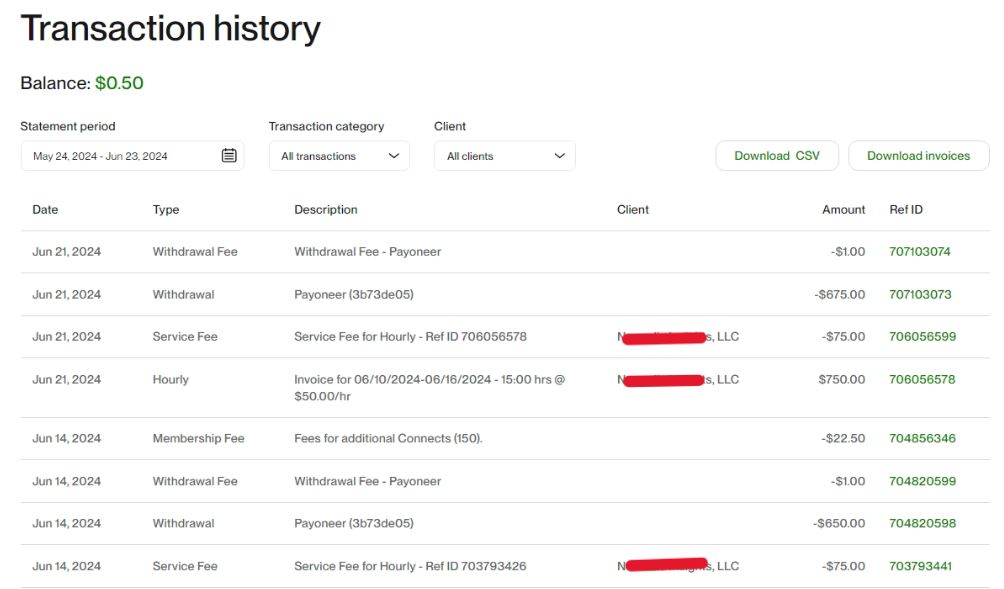 Transaction history
Balance: $0.50
Statement period
Transaction category
Client
May 24, 2024 - Jun 23, 2024
All transactions
All clients
Download CSV
Download invoices
Date Type Description Client Amount Ref ID
Jun 21, 2024 Withdrawal Fee Withdrawal Fee - Payoneer -$1.00 707103074
Jun 21, 2024 Withdrawal Payoneer (3b73de05) -$675.00 707103073
Jun 21, 2024 Service Fee Service Fee for Hourly - Ref ID 706056578 , LLC -$75.00 706056599
Jun 21, 2024 Hourly Invoice for 06/10/2024-06/16/2024 - 15:00 hrs @ , LLC $750.00 706056578
$50.00/hr
Jun 14, 2024 Membership Fee Fees for additional Connects (150). -$22.50 704856346
Jun 14, 2024 Withdrawal Fee Withdrawal Fee - Payoneer -$1.00 704820599
Jun 14, 2024 Withdrawal Payoneer (3b73de05) -$650.00 704820598
Jun 14, 2024 Service Fee Service Fee for Hourly - Ref ID 703793426 , LLC -$75.00 703793441